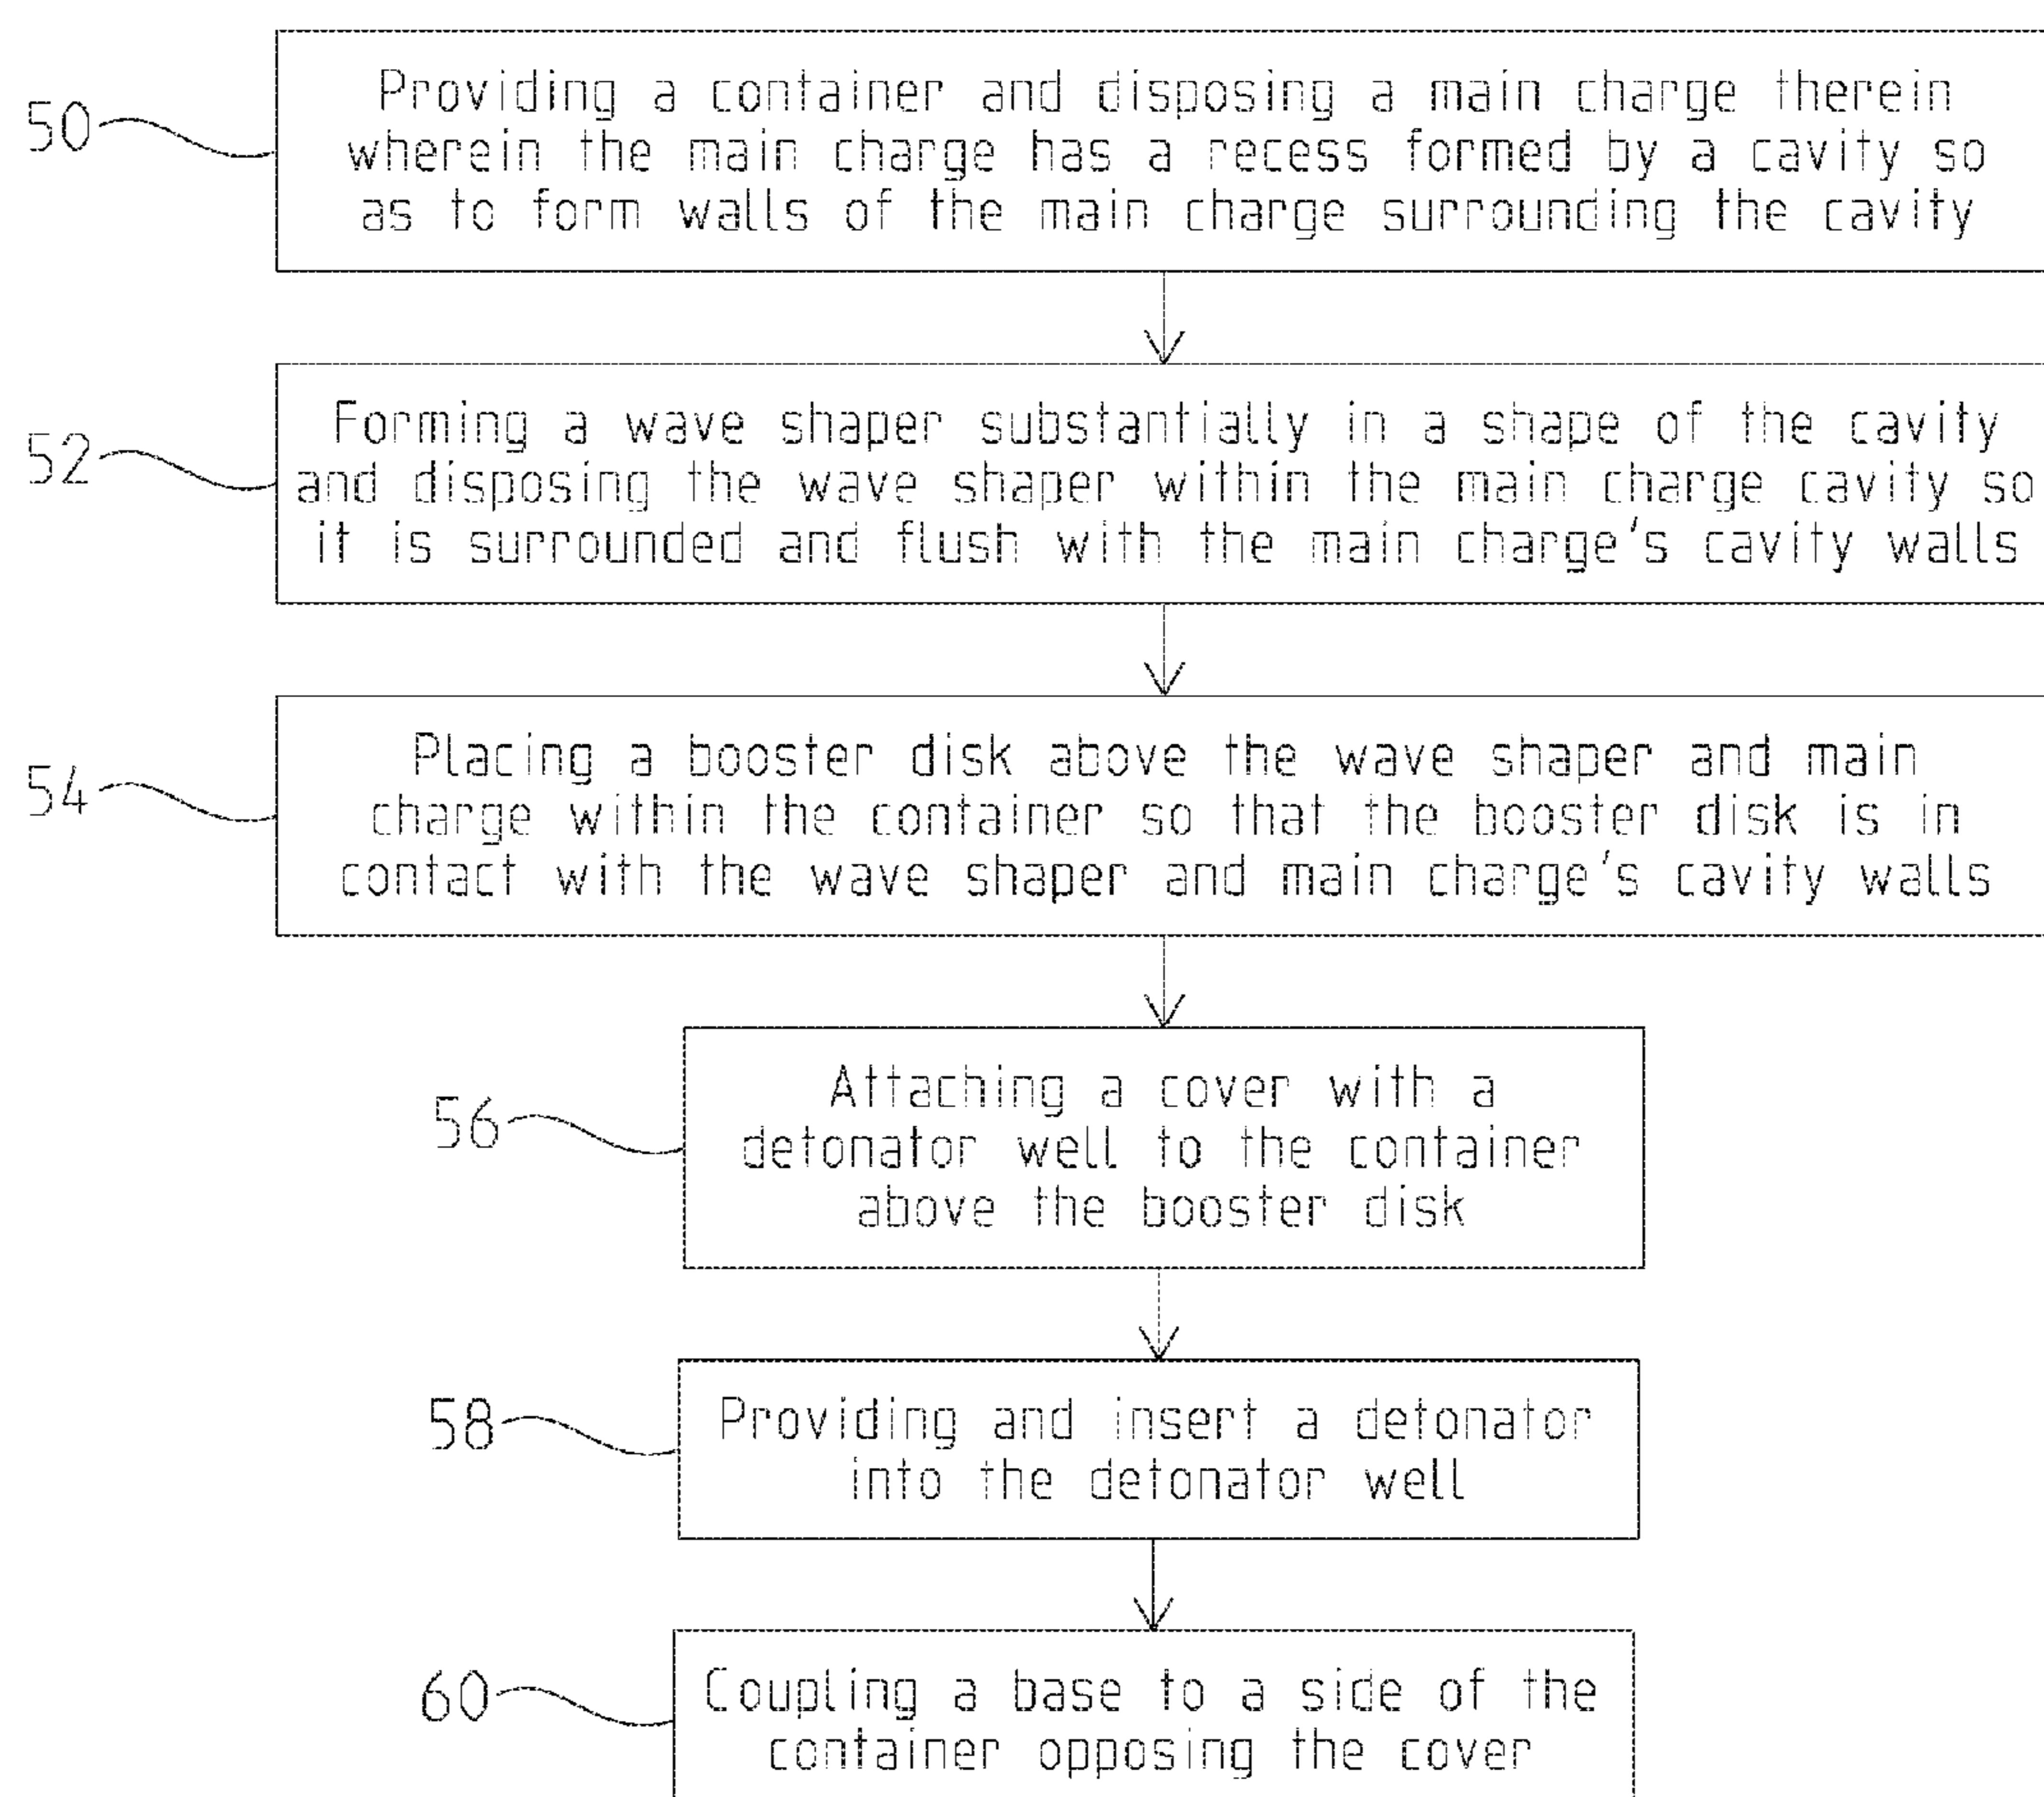 50
Providing a container and disposing a main charge therein
wherein the main charge has a recess formed by a cavity so
as to form walls of the main charge surrounding the cavity
52
Forming a wave shaper substantially in a shape of the cavity
and disposing the wave shaper within the main charge cavity so
it is surrounded and flush with the main charge's cavity walls
54
Placing a booster disk above the wave shaper and main
charge within the container so that the booster disk is in
contact with the wave shaper and main charge's cavity walls
56
Attaching a cover with a
detonator well to the container
above the booster disk
58
Providing and insert a detonator
into the detonator well
60
Coupling a base to a side of the
container opposing the cover